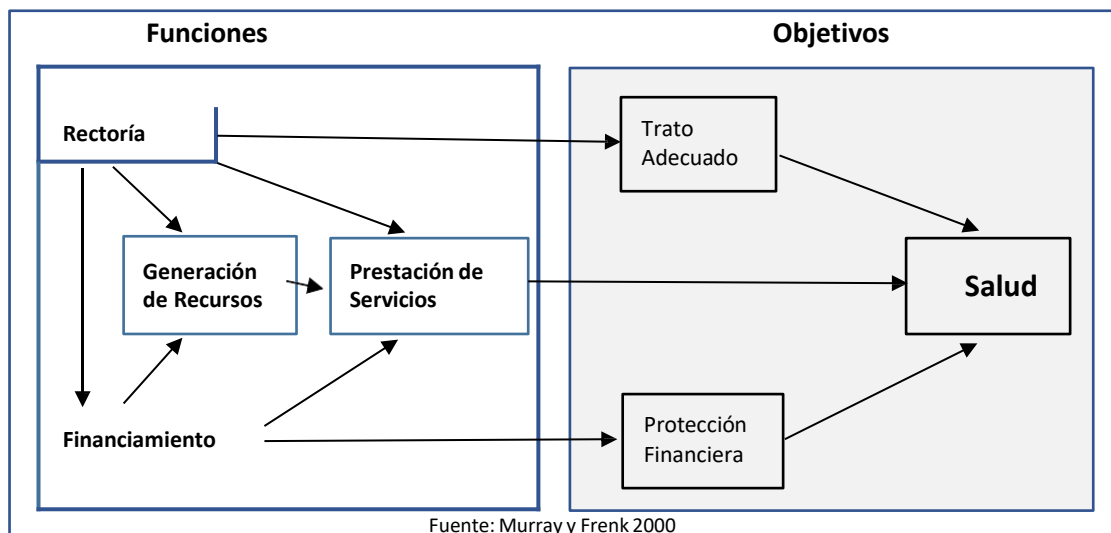 Funciones
Objetivos
Rectoría
Trato
Adecuado
Generación
de Recursos
Prestación de
Servicios
Salud
Financiamiento
Protección
Financiera
Fuente: Murray y Frenk 2000